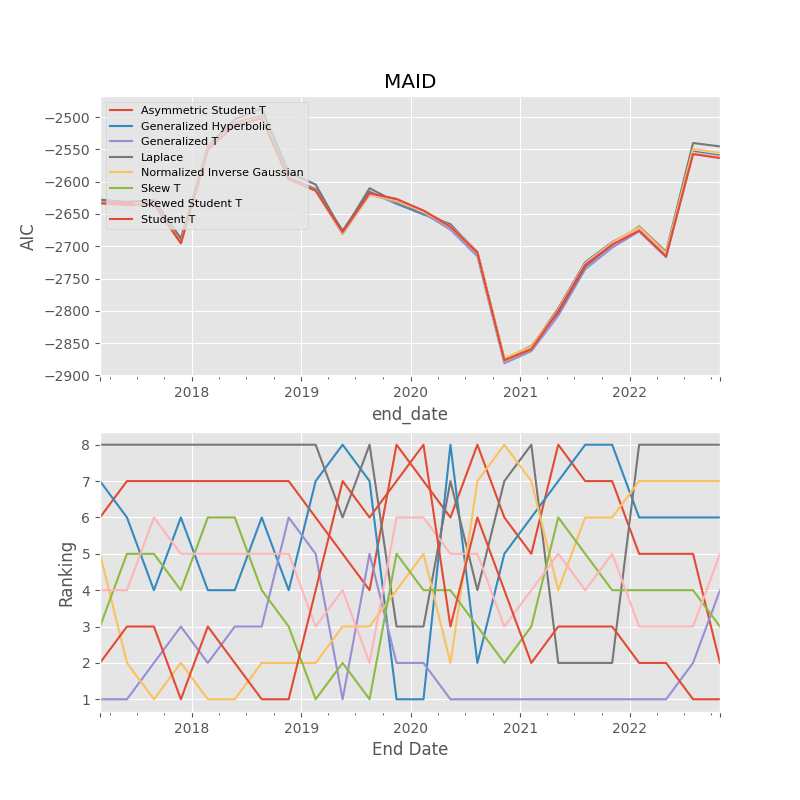 MAID
AIC
−2500
−2550
−2600
−2650
−2700
−2750
−2800
−2850
−2900
Asymmetric Student T
Generalized Hyperbolic
Generalized T
Laplace
Normalized Inverse Gaussian
Skew T
Skewed Student T
Student T
2018 2019 2020 2021 2022
end_date
Ranking
8
7
6
5
4
3
2
1
2018 2019 2020 2021 2022
End Date